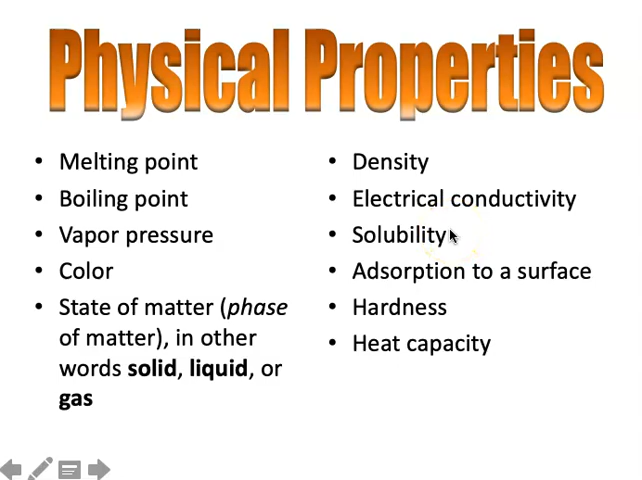 Physical Properties
• Melting point
• Boiling point
• Vapor pressure
• Color
• State of matter (phase
of matter), in other
words solid, liquid, or
gas
• Density
• Electrical conductivity
• Solubility
• Adsorption to a surface
• Hardness
• Heat capacity